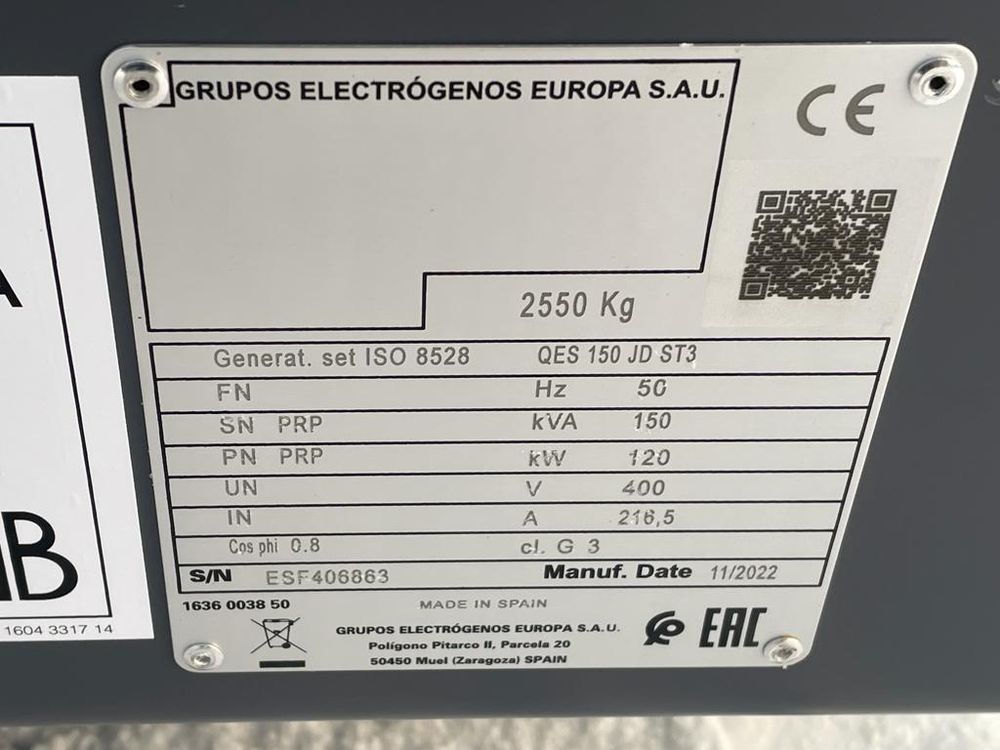 GRUPOS ELECTRÓGENOS EUROPA S.A.U.
CE
2550 Kg
Generat. set ISO 8528 QES 150 JD ST3
FN Hz 50
SN PRP kVA 150
PN PRP kW 120
UN V 400
IN A 216,5
Cos phi 0.8 cl. G 3
S/N ESF406863 Manuf. Date 11/2022
1636 0038 50 MADE IN SPAIN
GRUPOS ELECTRÓGENOS EUROPA S.A.U.
Polígono Pitarco II, Parcela 20
50450 Muel (Zaragoza) SPAIN
EAC
A
B
1604 3317 14